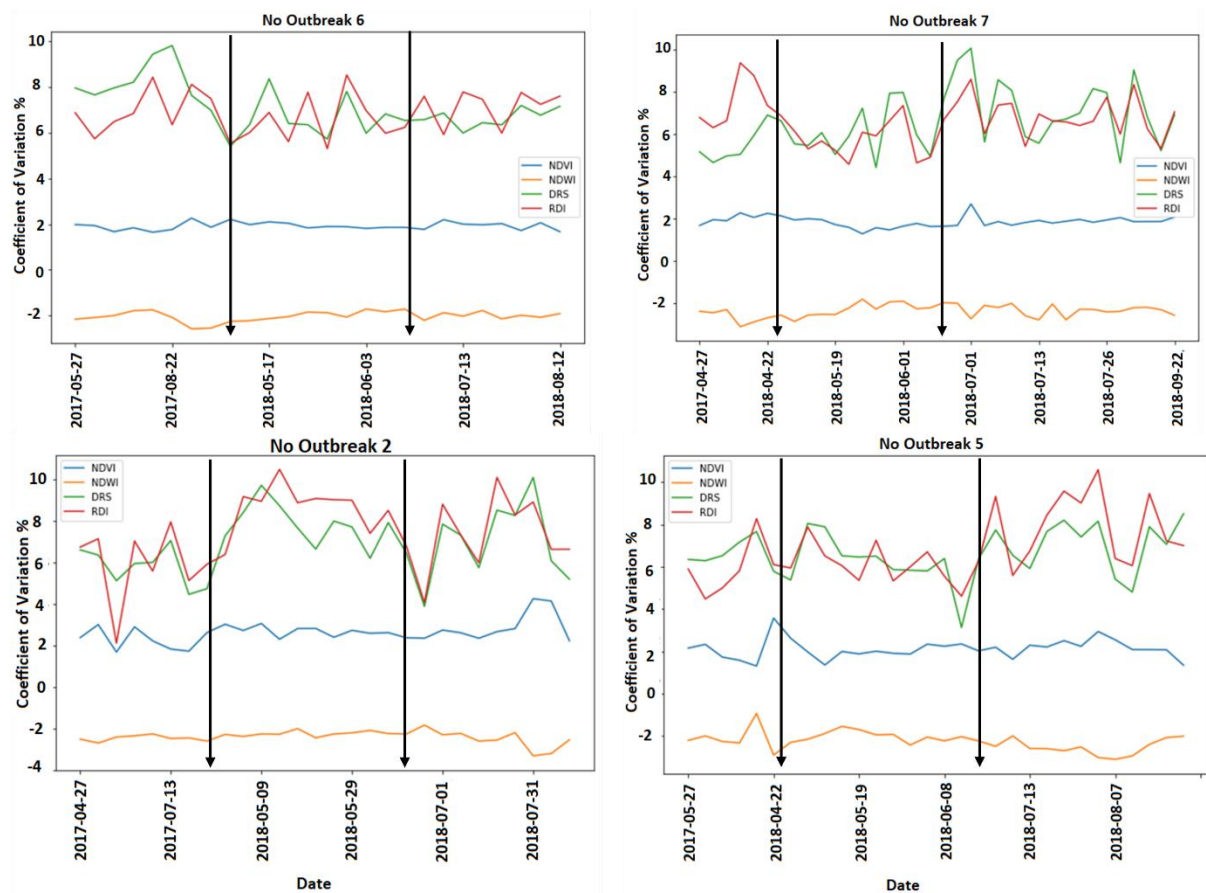 No Outbreak 6
Coefficient of Variation %
10
8
6
4
2
0
-2
NDVI
NDWI
DRS
RDI
2017-05-27
2017-08-22
2018-05-17
2018-06-03
2018-07-13
2018-08-12
No Outbreak 7
Coefficient of Variation %
10
8
6
4
2
0
-2
NDVI
NDWI
DRS
RDI
2017-04-27
2018-04-22
2018-05-19
2018-06-01
2018-07-01
2018-07-13
2018-07-26
2018-09-22
No Outbreak 2
Coefficient of Variation %
10
8
6
4
2
0
-2
-4
NDVI
NDWI
DRS
RDI
2017-04-27
2017-07-13
2018-05-09
2018-05-29
2018-07-01
2018-07-31
Date
No Outbreak 5
Coefficient of Variation %
10
8
6
4
2
0
-2
NDVI
NDWI
DRS
RDI
2017-05-27
2018-04-22
2018-05-19
2018-06-08
2018-07-13
2018-08-07
Date